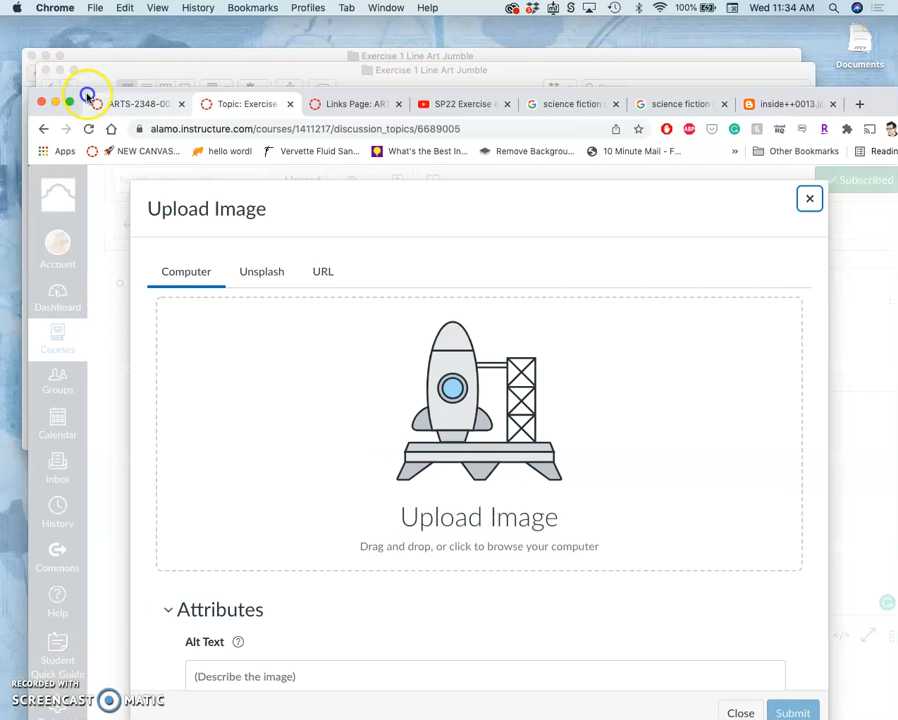 Chrome File Edit View History Bookmarks Profiles Tab Window Help 100% Wed 11:34 AM
Exercise 1 Line Art Jumble
Exercise 1 Line Art Jumble
Documents
ARTS-2348-00 Topic: Exercise Links Page: AR SP22 Exercise science fiction science fiction inside++0013.j
alamo.instructure.com/courses/1411217/discussion_topics/6689005
Apps NEW CANVAS... hello wordl Vervette Fluid San... What's the Best In... Remove Backgrou... 10 Minute Mail - F... » Other Bookmarks Readin
Subscribed
Upload Image
Account
Computer Unsplash URL
Dashboard
Courses
Groups
Calendar
Inbox
History
Upload Image
Drag and drop, or click to browse your computer
Commons
Help
Attributes
Alt Text
Student
Quick Guide
(Describe the image)
RECORDED WITH
SCREENCAST MATIC
Close Submit